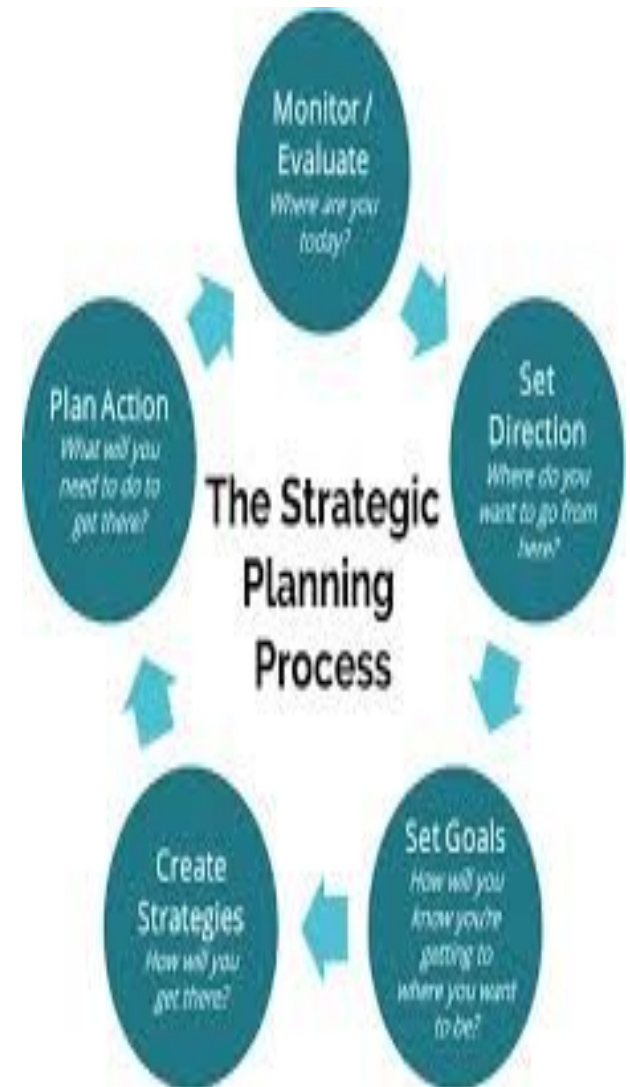 Monitor /
Evaluate
Where are you
today?
Set
Direction
Where do you
want to go from
here?
Set Goals
How will you
know you're
getting to
where you want
to be?
Create
Strategies
How will you
get there?
Plan Action
What will you
need to do to
get there?
The Strategic
Planning
Process